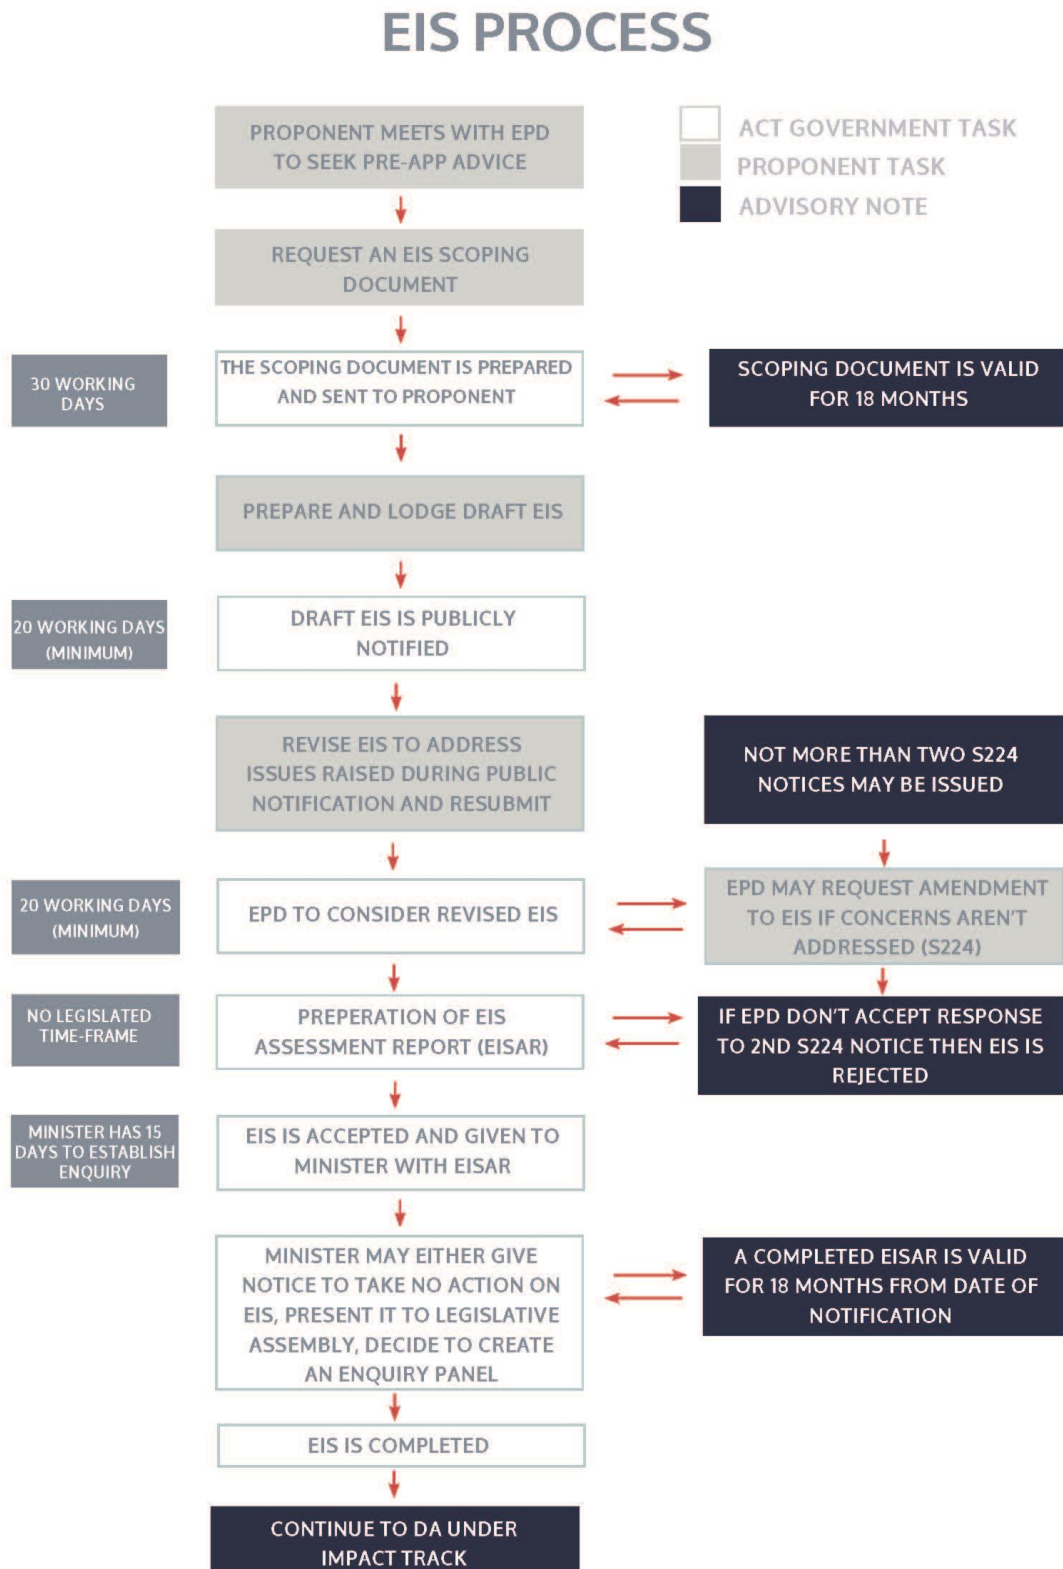 EIS PROCESS
PROPONENT MEETS WITH EPD
TO SEEK PRE-APP ADVICE
ACT GOVERNMENT TASK
PROPONENT TASK
ADVISORY NOTE
REQUEST AN EIS SCOPING
DOCUMENT
30 WORKING
DAYS
THE SCOPING DOCUMENT IS PREPARED
AND SENT TO PROPONENT
SCOPING DOCUMENT IS VALID
FOR 18 MONTHS
PREPARE AND LODGE DRAFT EIS
20 WORKING DAYS
(MINIMUM)
DRAFT EIS IS PUBLICLY
NOTIFIED
REVISE EIS TO ADDRESS
ISSUES RAISED DURING PUBLIC
NOTIFICATION AND RESUBMIT
NOT MORE THAN TWO S224
NOTICES MAY BE ISSUED
20 WORKING DAYS
(MINIMUM)
EPD TO CONSIDER REVISED EIS
EPD MAY REQUEST AMENDMENT
TO EIS IF CONCERNS AREN'T
ADDRESSED (S224)
NO LEGISLATED
TIME-FRAME
PREPERATION OF EIS
ASSESSMENT REPORT (EISAR)
IF EPD DON'T ACCEPT RESPONSE
TO 2ND S224 NOTICE THEN EIS IS
REJECTED
MINISTER HAS 15
DAYS TO ESTABLISH
ENQUIRY
EIS IS ACCEPTED AND GIVEN TO
MINISTER WITH EISAR
MINISTER MAY EITHER GIVE
NOTICE TO TAKE NO ACTION ON
EIS, PRESENT IT TO LEGISLATIVE
ASSEMBLY, DECIDE TO CREATE
AN ENQUIRY PANEL
A COMPLETED EISAR IS VALID
FOR 18 MONTHS FROM DATE OF
NOTIFICATION
EIS IS COMPLETED
CONTINUE TO DA UNDER
IMPACT TRACK